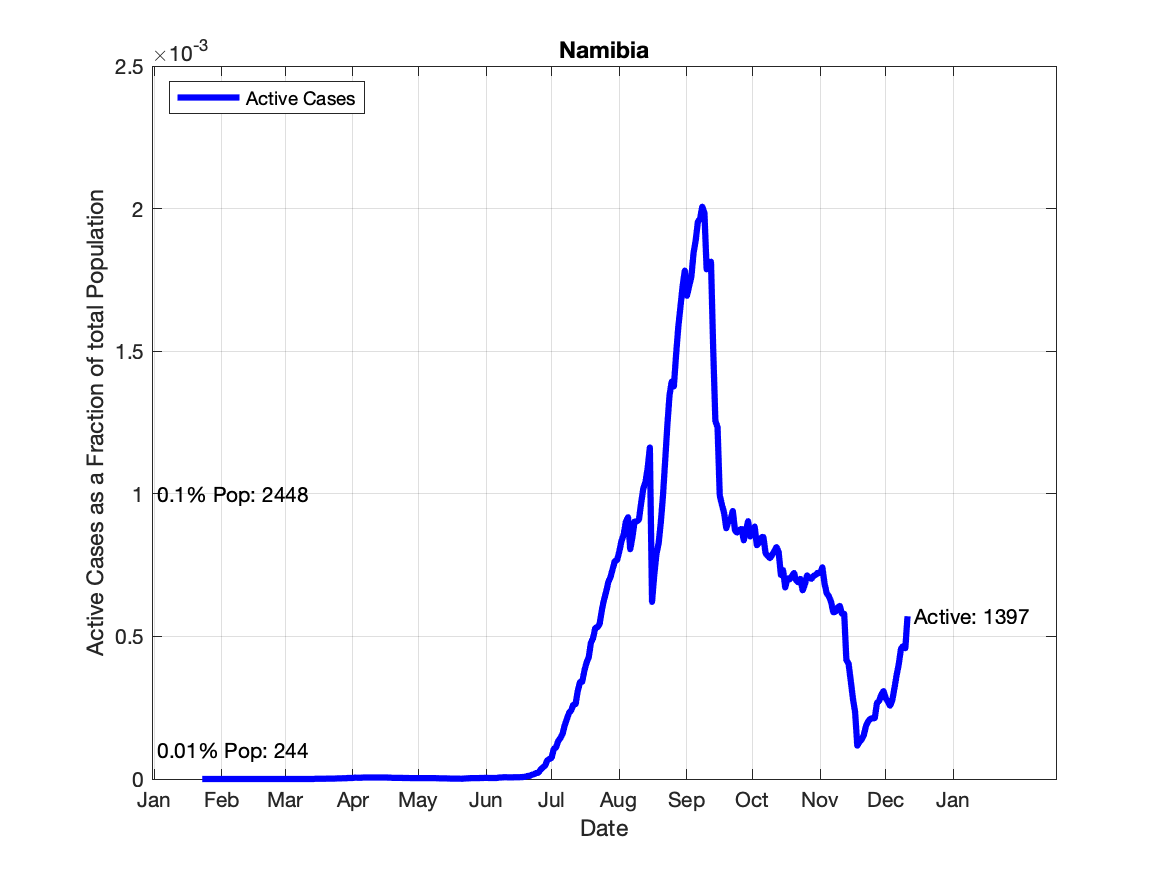 Namibia
×10-3
2.5
2
1.5
1
0.5
0
Active Cases as a Fraction of total Population
Active Cases
0.1% Pop: 2448
0.01% Pop: 244
Active: 1397
Jan Feb Mar Apr May Jun Jul Aug Sep Oct Nov Dec Jan
Date